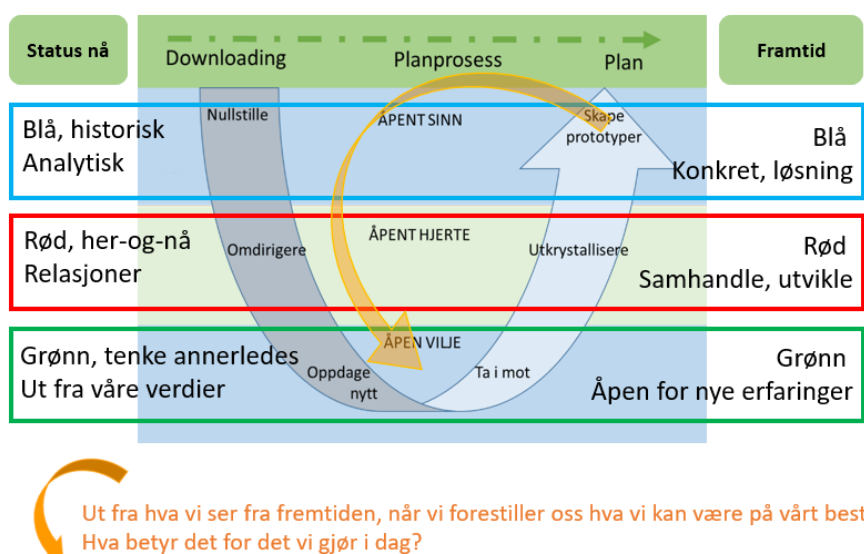 Status nå
Downloading
Planprosess
Plan
Framtid
Blå, historisk
Analytisk
Nullstille
ÅPENT SINN
Skape
prototyper
Blå
Konkret, løsning
Rød, her-og-nå
Relasjoner
Omdirigere
ÅPENT HJERTE
Utkrystallisere
Rød
Samhandle, utvikle
Grønn, tenke annerledes
Ut fra våre verdier
Oppdage
nytt
ÅPEN VILJE
Ta i mot
Grønn
Åpen for nye erfaringer
Ut fra hva vi ser fra fremtiden, når vi forestiller oss hva vi kan være på vårt best
Hva betyr det for det vi gjør i dag?